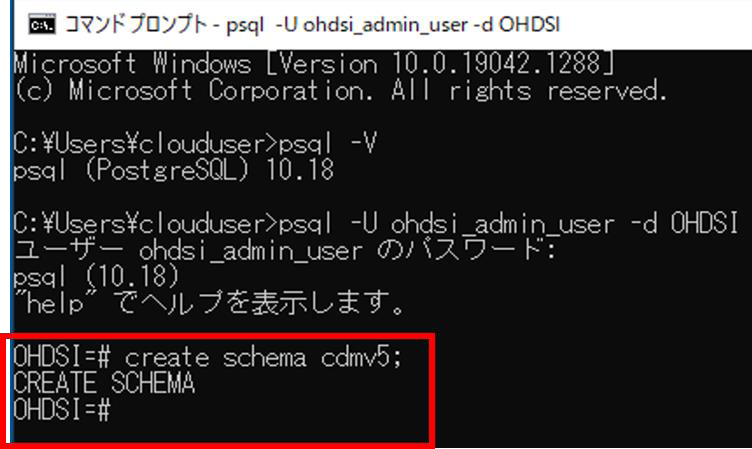 コマンド プロンプト - psql -U ohdsi_admin_user -d OHDSI
Microsoft Windows [Version 10.0.19042.1288]
(c) Microsoft Corporation. All rights reserved.
C:¥Users¥clouduser>psql -V
psql (PostgreSQL) 10.18
C:¥Users¥clouduser>psql -U ohdsi_admin_user -d OHDSI
ユーザー ohdsi_admin_user のパスワード:
psql (10.18)
"help" でヘルプを表示します。
OHDSI=# create schema cdmv5;
CREATE SCHEMA
OHDSI=#